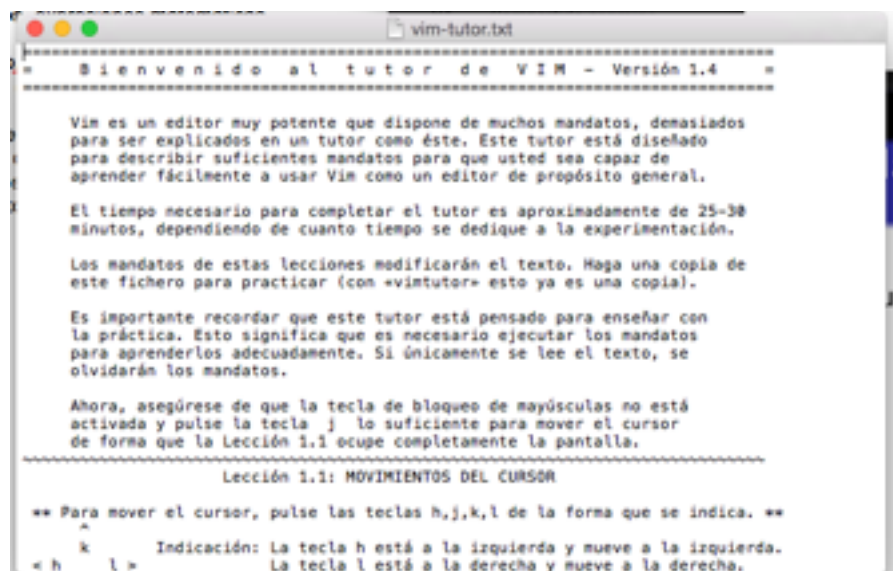 vim-tutor.txt
===============================================================================
=    B i e n v e n i d o   a l   t u t o r   d e   V I M   -   Versión 1.4    =
===============================================================================
Vim es un editor muy potente que dispone de muchos mandatos, demasiados
para ser explicados en un tutor como éste. Este tutor está diseñado
para describir suficientes mandatos para que usted sea capaz de
aprender fácilmente a usar Vim como un editor de propósito general.
El tiempo necesario para completar el tutor es aproximadamente de 25-30
minutos, dependiendo de cuanto tiempo se dedique a la experimentación.
Los mandatos de estas lecciones modificarán el texto. Haga una copia de
este fichero para practicar (con «vimtutor» esto ya es una copia).
Es importante recordar que este tutor está pensado para enseñar con
la práctica. Esto significa que es necesario ejecutar los mandatos
para aprenderlos adecuadamente. Si únicamente se lee el texto, se
olvidarán los mandatos.
Ahora, asegúrese de que la tecla de bloqueo de mayúsculas no está
activada y pulse la tecla  j  lo suficiente para mover el cursor
de forma que la Lección 1.1 ocupe completamente la pantalla.
~~~~~~~~~~~~~~~~~~~~~~~~~~~~~~~~~~~~~~~~~~~~~~~~~~~~~~~~~~~~~~~~~~~~~~~~~~~~~~
Lección 1.1: MOVIMIENTOS DEL CURSOR
** Para mover el cursor, pulse las teclas h,j,k,l de la forma que se indica. **
^
k       Indicación: La tecla h está a la izquierda y mueve a la izquierda.
< h     l >             La tecla l está a la derecha y mueve a la derecha.